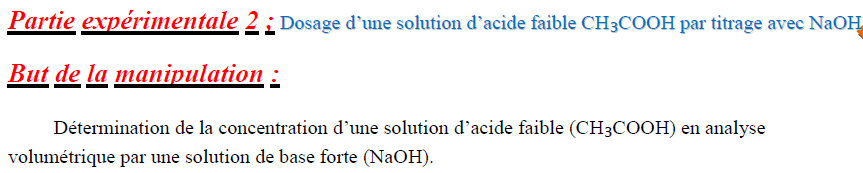 Partie expérimentale 2 ; Dosage d’une solution d’acide faible CH3COOH par titrage avec NaOH
But de la manipulation :
Détermination de la concentration d’une solution d’acide faible (CH3COOH) en analyse
volumétrique par une solution de base forte (NaOH).